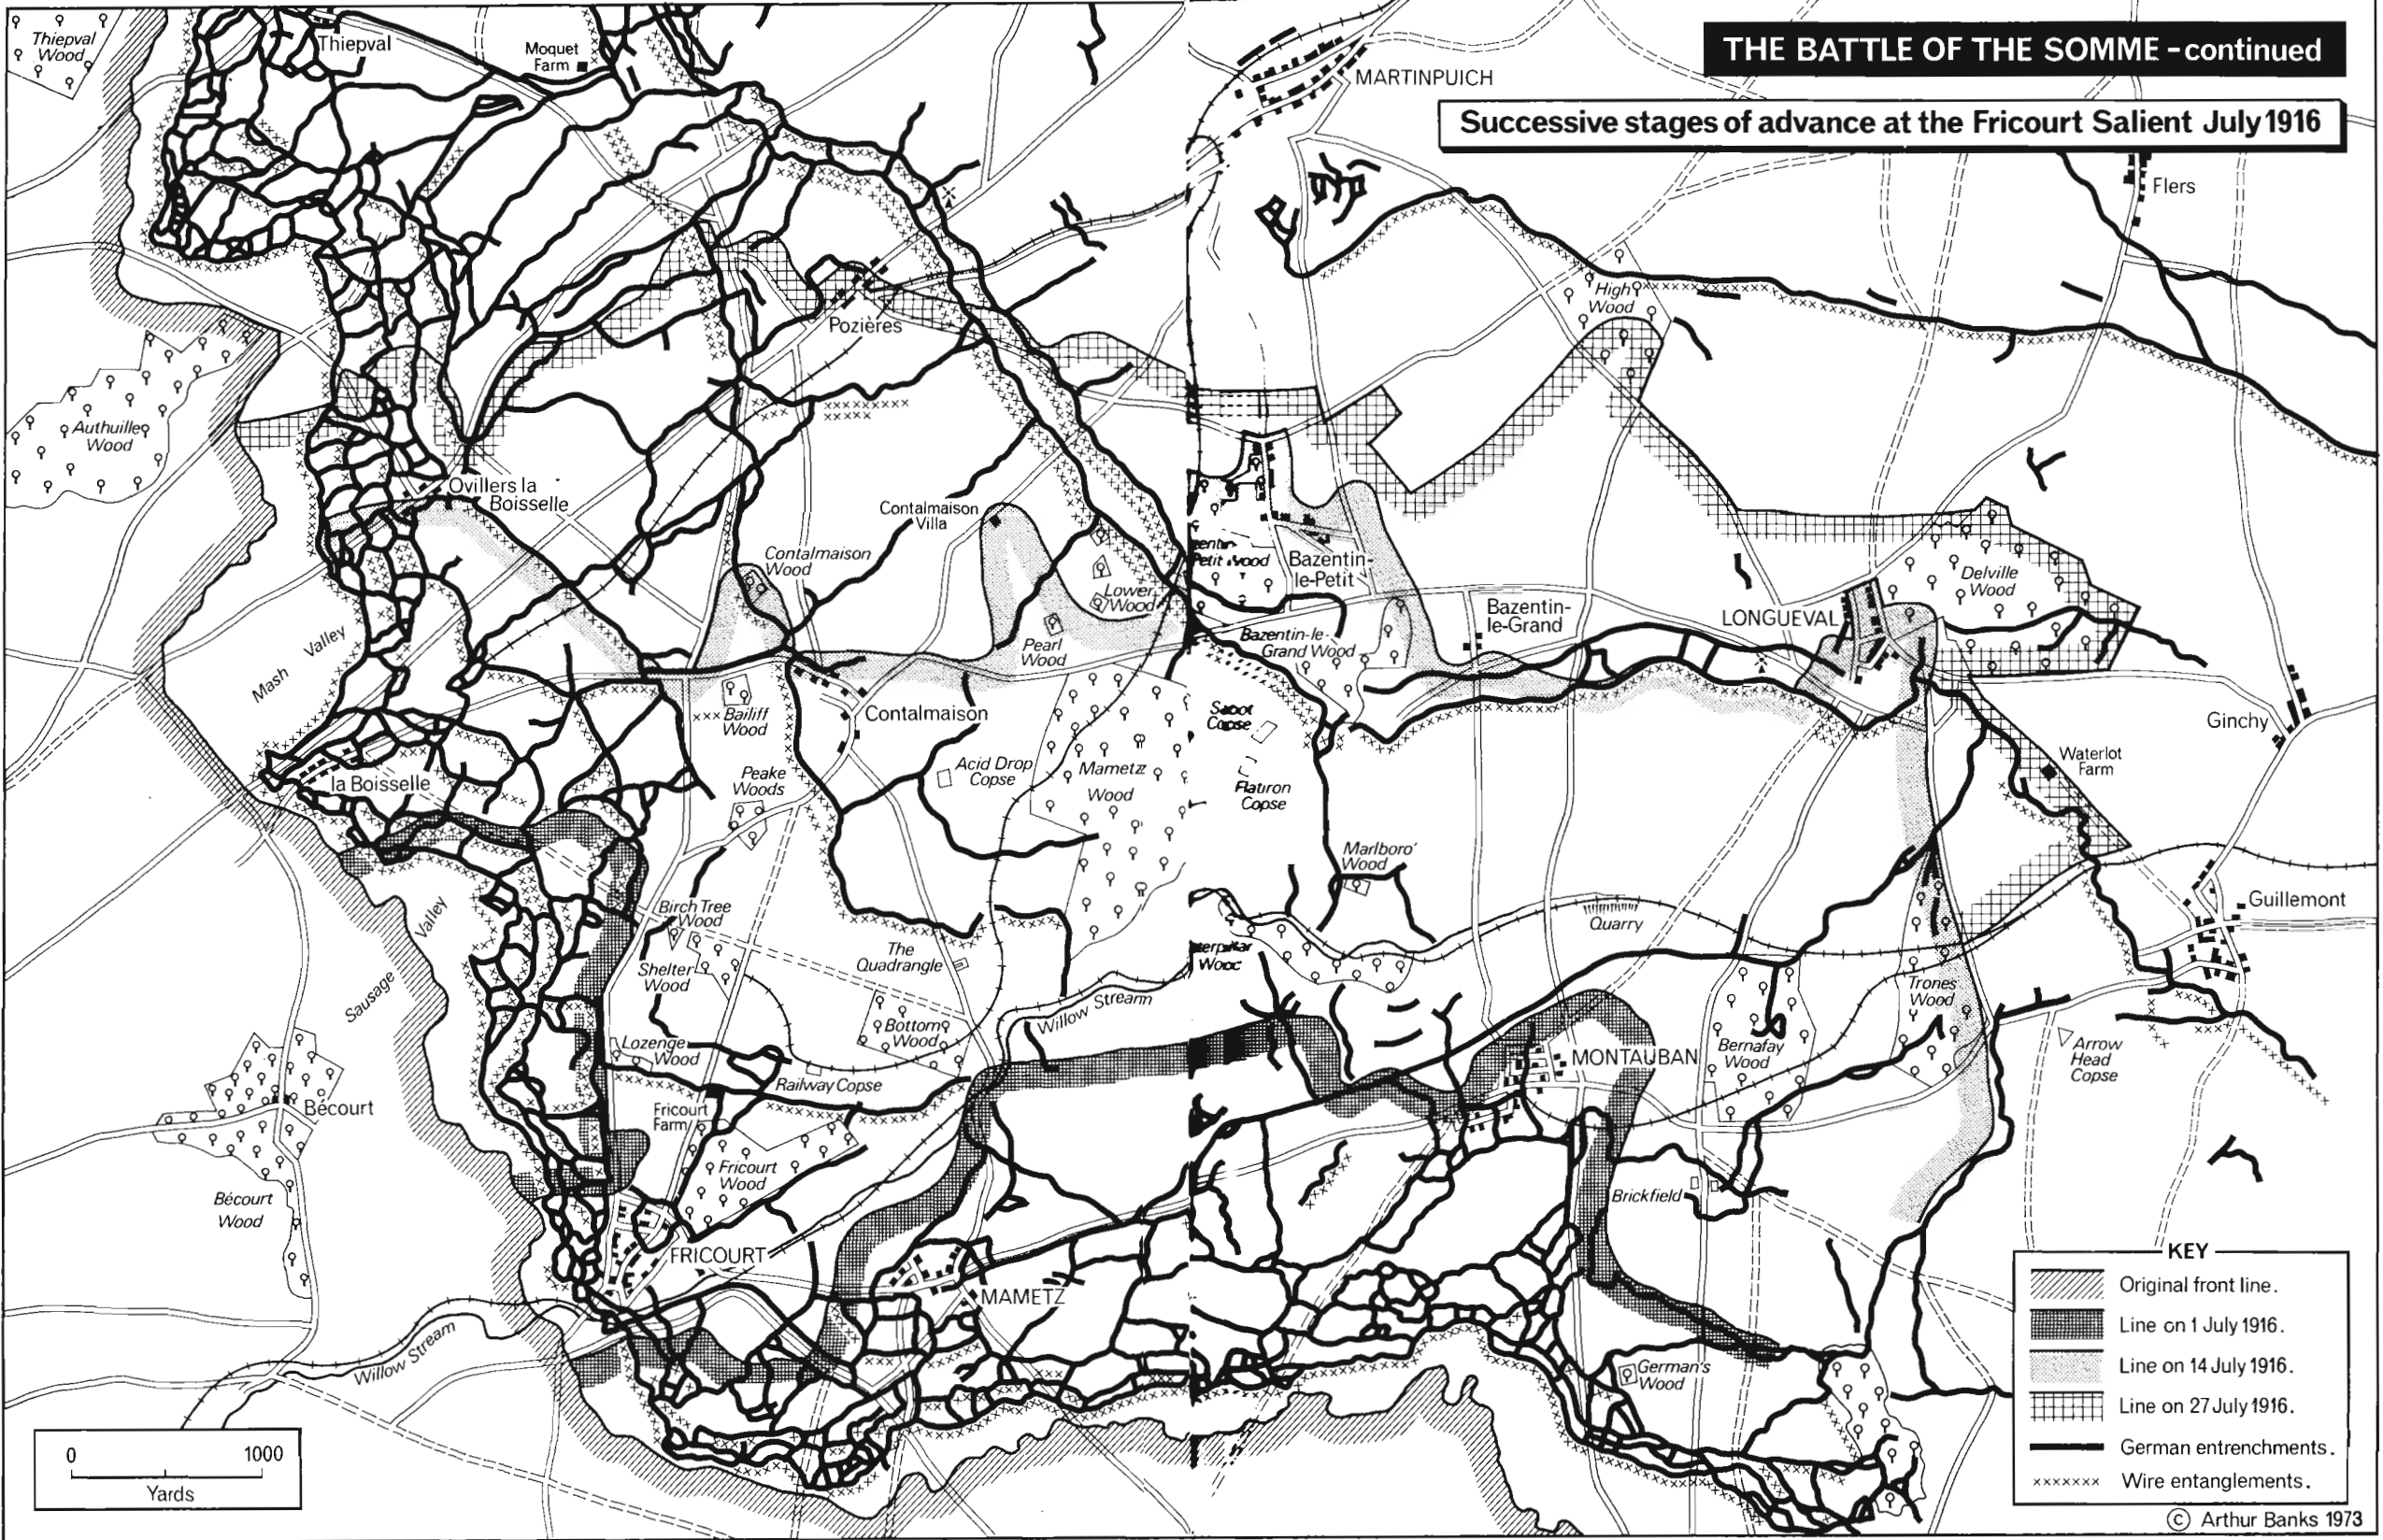 THE BATTLE OF THE SOMME - continued
Successive stages of advance at the Fricourt Salient July 1916
Thiepval
Wood
Thiepval
Moquet
Farm
MARTINPUICH
Flers
High
Wood
Pozières
Authuille
Wood
Ovillers la
Boisselle
Contalmaison
Villa
Contalmaison
Wood
Lower
Wood
Petit Wood
Bazentin-
le-Petit
Bazentin-
le-Grand
Delville
Wood
LONGUEVAL
Mash Valley
Pearl
Wood
Bazentin-le-
Grand Wood
Bailiff
Wood
Contalmaison
Sabot
Copse
Ginchy
Waterlot
Farm
la Boisselle
Peake
Woods
Acid Drop
Copse
Mametz
Wood
Flatiron
Copse
Marlboro'
Wood
Quarry
Guillemont
Sausage Valley
Birch Tree
Wood
Shelter
Wood
The
Quadrangle
Wood
Trones
Wood
Willow Stream
Bottom
Wood
Lozenge
Wood
Railway Copse
MONTAUBAN
Bernafay
Wood
Arrow
Head
Copse
Bécourt
Fricourt
Farm
Fricourt
Wood
Bécourt
Wood
Brickfield
FRICOURT
MAMETZ
German's
Wood
Willow Stream
0 1000
Yards
KEY
Original front line.
Line on 1 July 1916.
Line on 14 July 1916.
Line on 27 July 1916.
German entrenchments.
Wire entanglements.
© Arthur Banks 1973